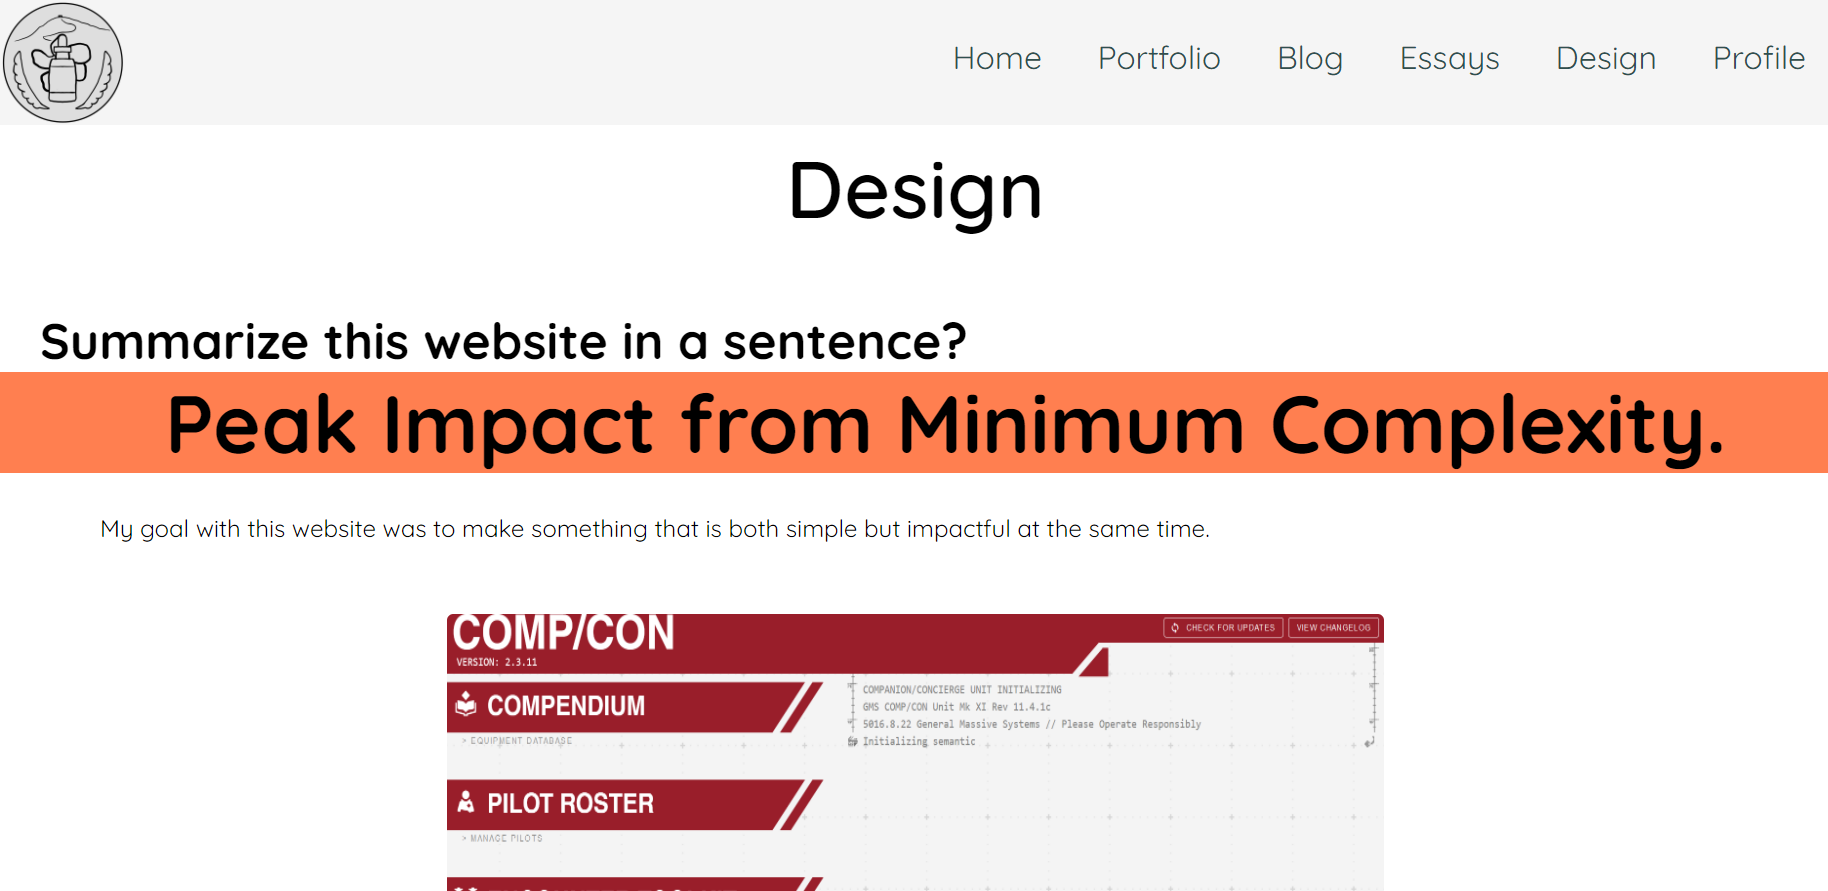 Home Portfolio Blog Essays Design Profile
Design
Summarize this website in a sentence?
Peak Impact from Minimum Complexity.
My goal with this website was to make something that is both simple but impactful at the same time.
COMP/CON
CHECK FOR UPDATES VIEW CHANGELOG
VERSION: 2.3.11
COMPENDIUM
> EQUIPMENT DATABASE
COMPANION/CONCIERGE UNIT INITIALIZING
GMS COMP/CON Unit Mk XI Rev 11.4.1c
5016.8.22 General Massive Systems // Please Operate Responsibly
Initializing semantic
PILOT ROSTER
> MANAGE PILOTS